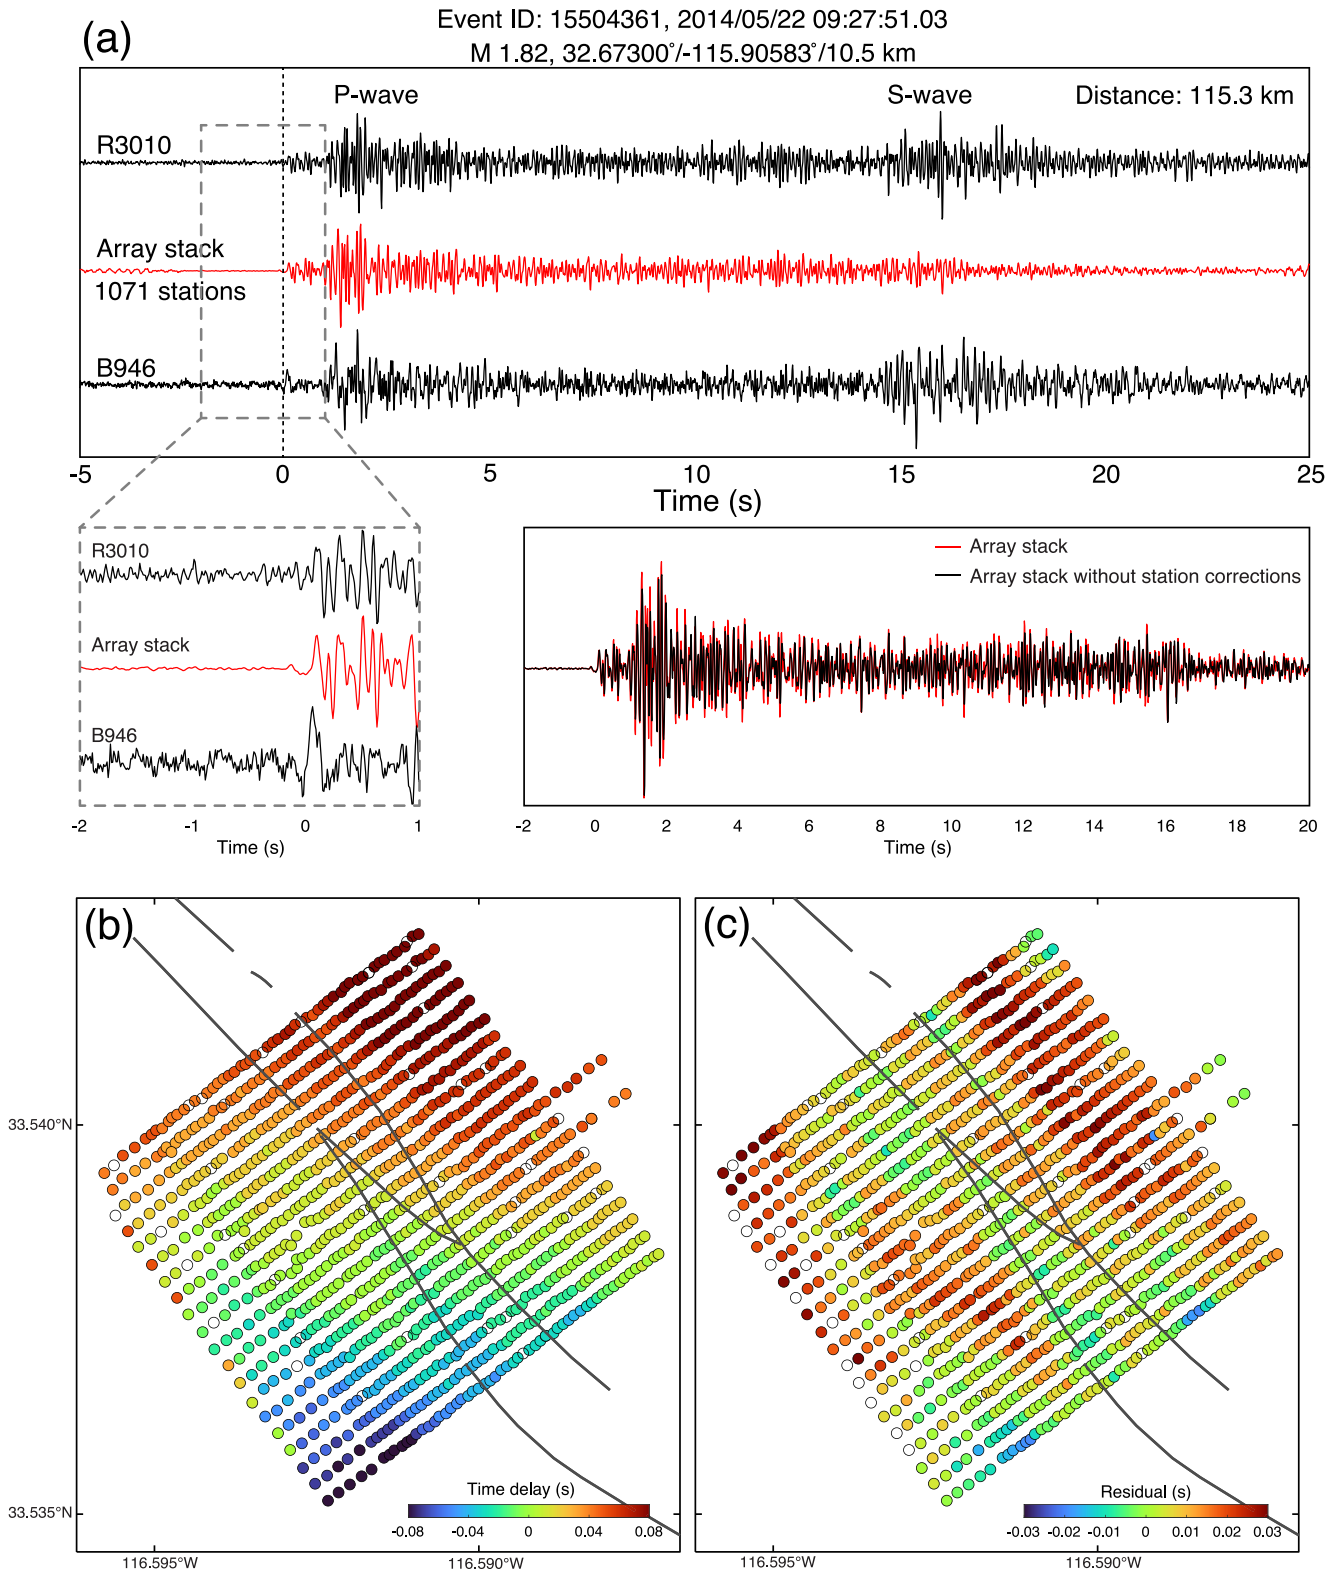 Event ID: 15504361, 2014/05/22 09:27:51.03
M 1.82, 32.67300°/-115.90583°/10.5 km
(a)
P-wave
S-wave
Distance: 115.3 km
R3010
Array stack
1071 stations
B946
-5 0 5 10 15 20 25
Time (s)
R3010
Array stack
B946
-2 -1 0 1
Time (s)
Array stack
Array stack without station corrections
-2 0 2 4 6 8 10 12 14 16 18 20
Time (s)
(b)
33.540°N
33.535°N
Time delay (s)
-0.08 -0.04 0 0.04 0.08
116.595°W 116.590°W
(c)
Residual (s)
-0.03 -0.02 -0.01 0 0.01 0.02 0.03
116.595°W 116.590°W